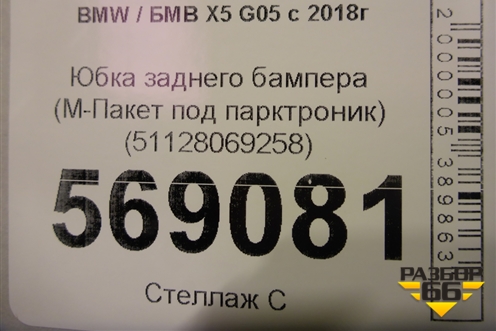 BMW / БМВ X5 G05 с 2018г
Юбка заднего бампера
(М-Пакет под парктроник)
(51128069258)
569081
Стеллаж С
2000005389863
РАЗБОР
66